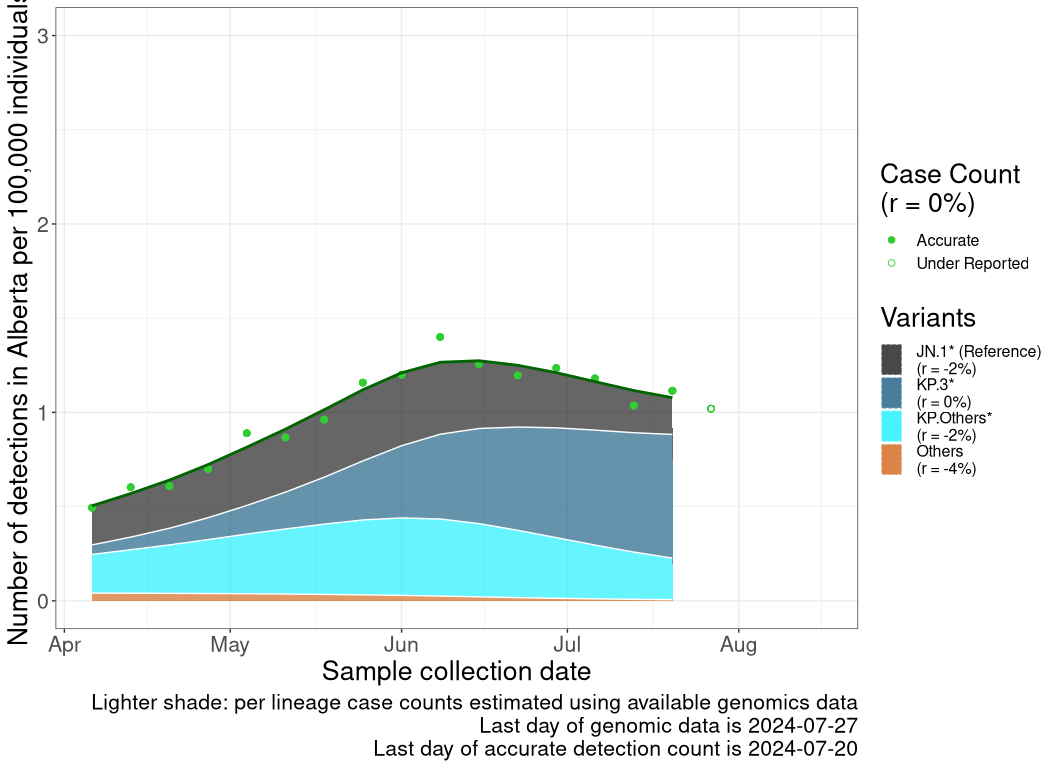 Number of detections in Alberta per 100,000 individuals
3
2
1
0
Apr
May
Jun
Jul
Aug
Sample collection date
Lighter shade: per lineage case counts estimated using available genomics data
Last day of genomic data is 2024-07-27
Last day of accurate detection count is 2024-07-20
Case Count
(r = 0%)
Accurate
Under Reported
Variants
JN.1* (Reference)
(r = -2%)
KP.3*
(r = 0%)
KP.Others*
(r = -2%)
Others
(r = -4%)